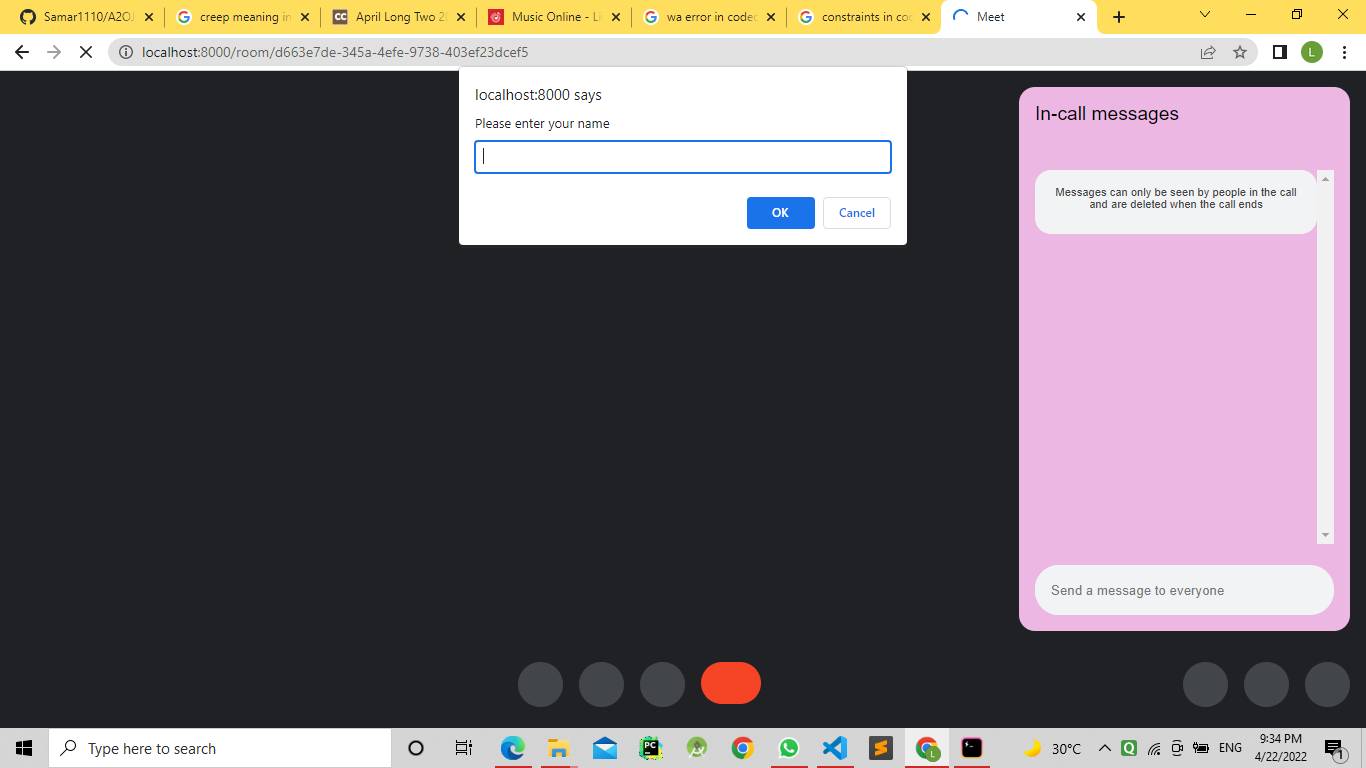 Samar1110/A2OJ
creep meaning in
April Long Two 2
Music Online - Li
wa error in codec
constraints in coc
Meet
localhost:8000/room/d663e7de-345a-4efe-9738-403ef23dcef5
L
localhost:8000 says
Please enter your name
OK
Cancel
In-call messages
Messages can only be seen by people in the call
and are deleted when the call ends
Send a message to everyone
Type here to search
30°C
ENG
9:34 PM
4/22/2022
1